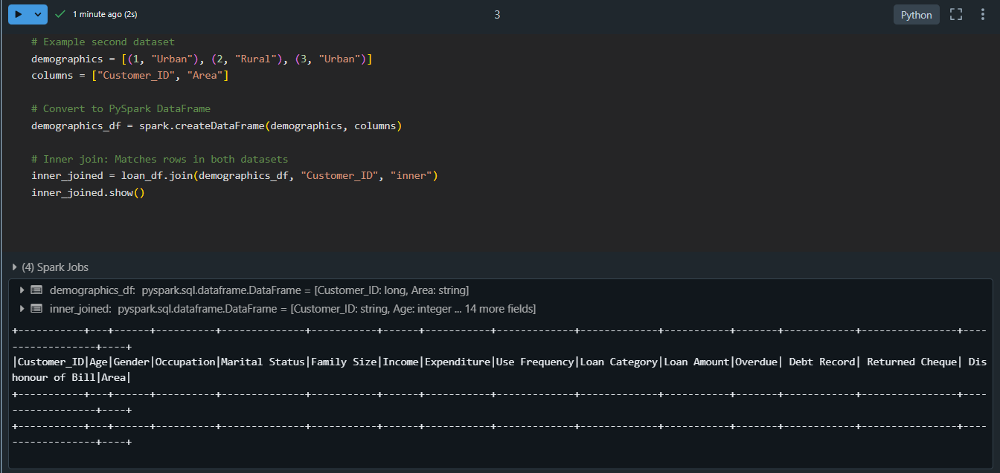 1 minute ago (2s)
3
Python
# Example second dataset
demographics = [(1, "Urban"), (2, "Rural"), (3, "Urban")]
columns = ["Customer_ID", "Area"]
# Convert to PySpark DataFrame
demographics_df = spark.createDataFrame(demographics, columns)
# Inner join: Matches rows in both datasets
inner_joined = loan_df.join(demographics_df, "Customer_ID", "inner")
inner_joined.show()
(4) Spark Jobs
demographics_df: pyspark.sql.dataframe.DataFrame = [Customer_ID: long, Area: string]
inner_joined: pyspark.sql.dataframe.DataFrame = [Customer_ID: string, Age: integer ... 14 more fields]
+-----------+---+------+----------+--------------+-----------+------+-----------+-------------+-------------+-----------+-------+------------+----------------+----
--------------+----+
|Customer_ID|Age|Gender|Occupation|Marital Status|Family Size|Income|Expenditure|Use Frequency|Loan Category|Loan Amount|Overdue| Debt Record| Returned Cheque| Dis
honour of Bill|Area|
+-----------+---+------+----------+--------------+-----------+------+-----------+-------------+-------------+-----------+-------+------------+----------------+----
--------------+----+
+-----------+---+------+----------+--------------+-----------+------+-----------+-------------+-------------+-----------+-------+------------+----------------+----
--------------+----+